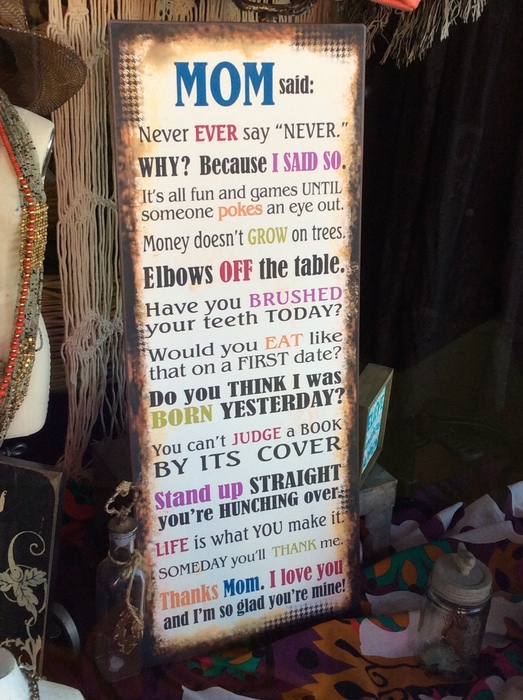 MOM said:
Never EVER say “NEVER.”
WHY? Because I SAID SO.
It's all fun and games UNTIL
someone pokes an eye out.
Money doesn't GROW on trees.
Elbows OFF the table.
Have you BRUSHED
your teeth TODAY?
Would you EAT like
that on a FIRST date?
Do you THINK I was
BORN YESTERDAY?
You can't JUDGE a BOOK
BY ITS COVER
Stand up STRAIGHT
you're HUNCHING over.
LIFE is what YOU make it.
SOMEDAY you'll THANK me.
Thanks Mom. I love you
and I'm so glad you're mine!